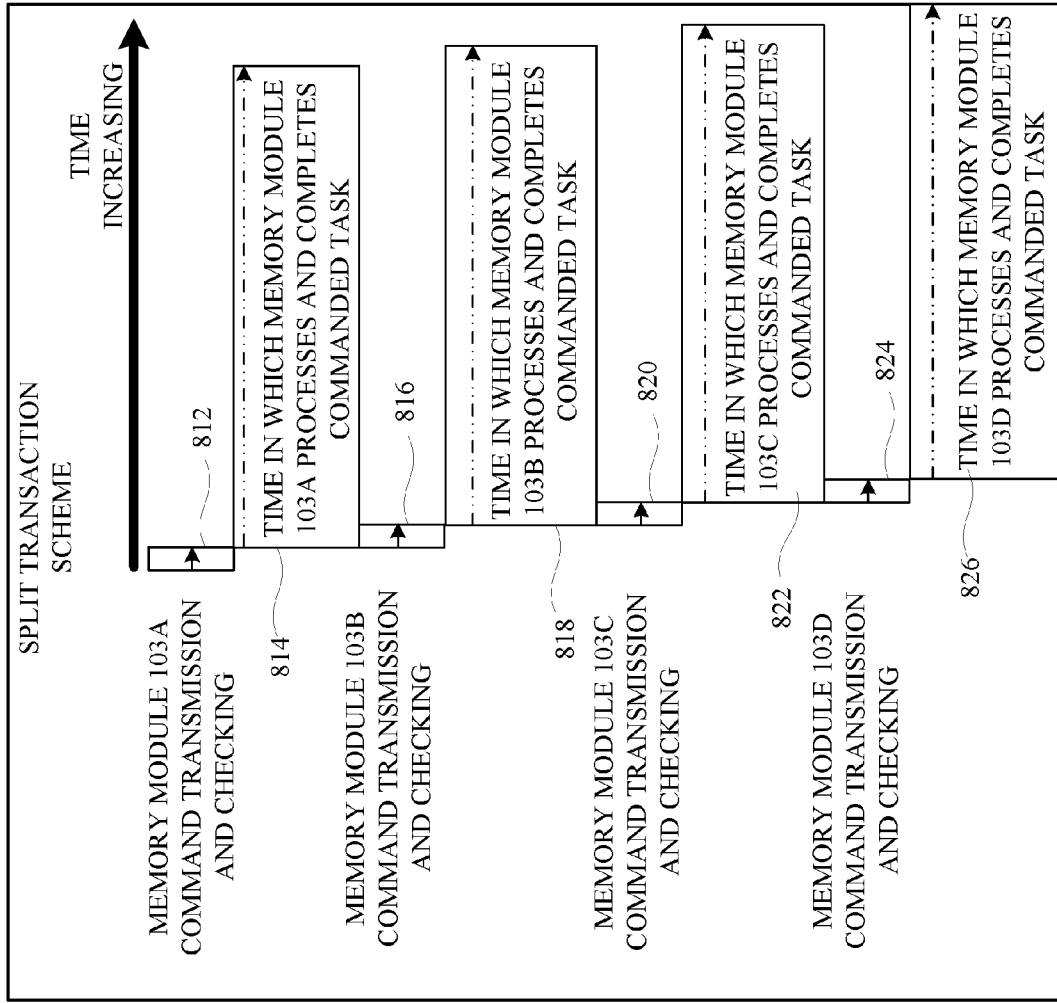 SPLIT TRANSACTION
SCHEME
TIME
INCREASING
MEMORY MODULE 103A
COMMAND TRANSMISSION
AND CHECKING
812
814
TIME IN WHICH MEMORY MODULE
103A PROCESSES AND COMPLETES
COMMANDED TASK
MEMORY MODULE 103B
COMMAND TRANSMISSION
AND CHECKING
816
818
TIME IN WHICH MEMORY MODULE
103B PROCESSES AND COMPLETES
COMMANDED TASK
MEMORY MODULE 103C
COMMAND TRANSMISSION
AND CHECKING
820
822
TIME IN WHICH MEMORY MODULE
103C PROCESSES AND COMPLETES
COMMANDED TASK
MEMORY MODULE 103D
COMMAND TRANSMISSION
AND CHECKING
824
826
TIME IN WHICH MEMORY MODULE
103D PROCESSES AND COMPLETES
COMMANDED TASK